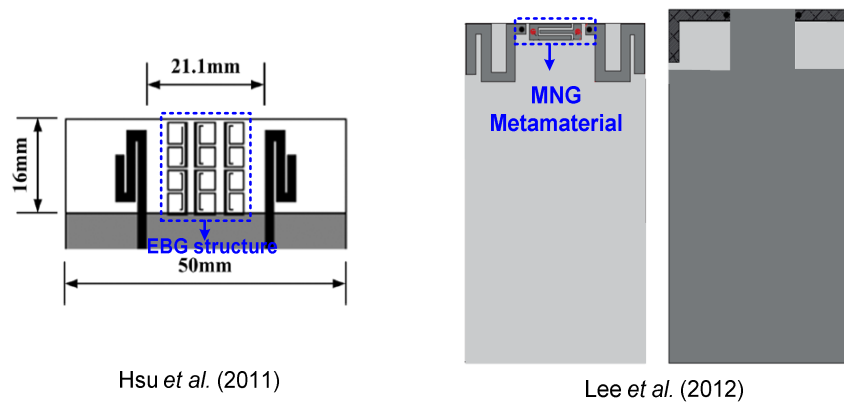 21.1mm
16mm
EBG structure
50mm
Hsu et al. (2011)
MNG
Metamaterial
Lee et al. (2012)